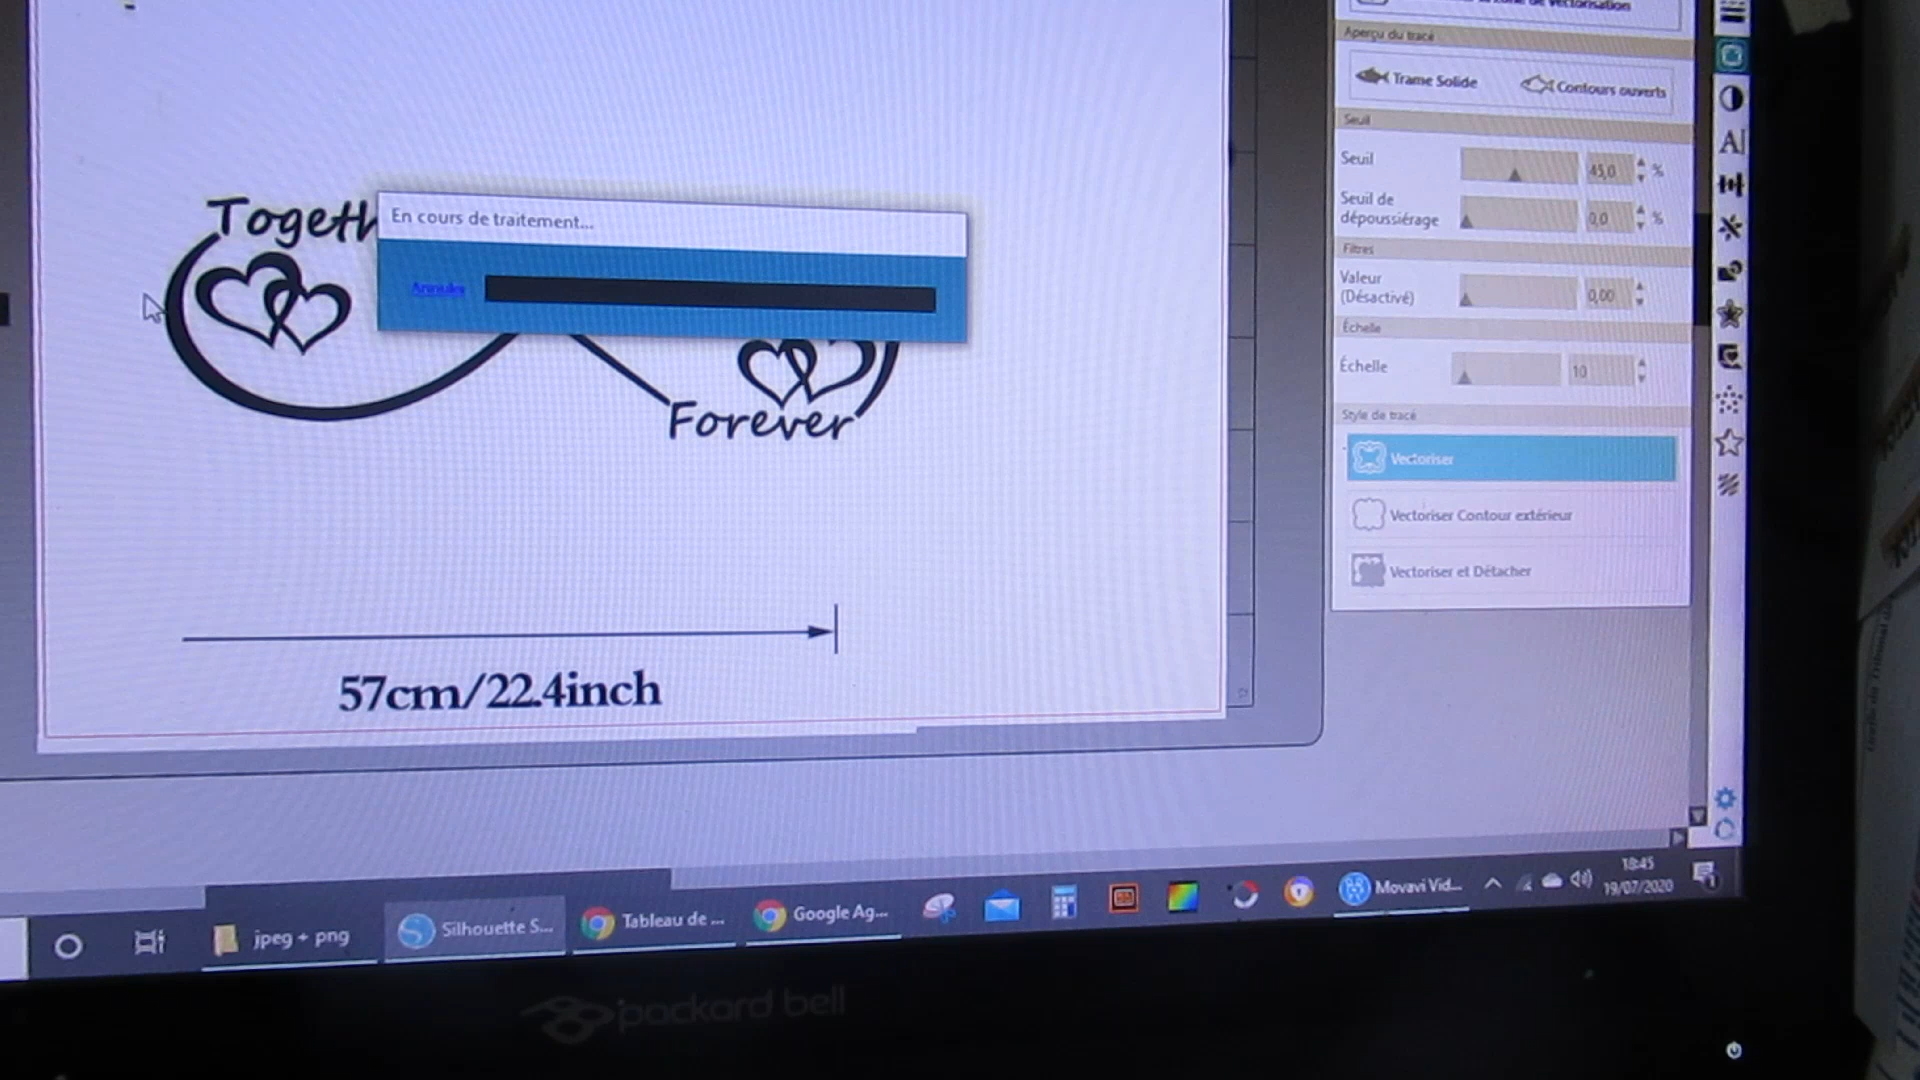 de vectorisation
Aperçu du tracé
Trame Solide
Contours ouverts
Seuil
Seuil
45,0
%
Seuil de
dépoussiérage
0,0
%
Filtres
Valeur
(Désactivé)
0,00
Échelle
Échelle
10
Style de tracé
Vectoriser
Vectoriser Contour extérieur
Vectoriser et Détacher
Togeth
En cours de traitement...
Annuler
Forever
57cm/22.4inch
jpeg + png
Silhouette S...
Tableau de ...
Google Ag...
Movavi Vid...
18:45
19/07/2020
packard bell